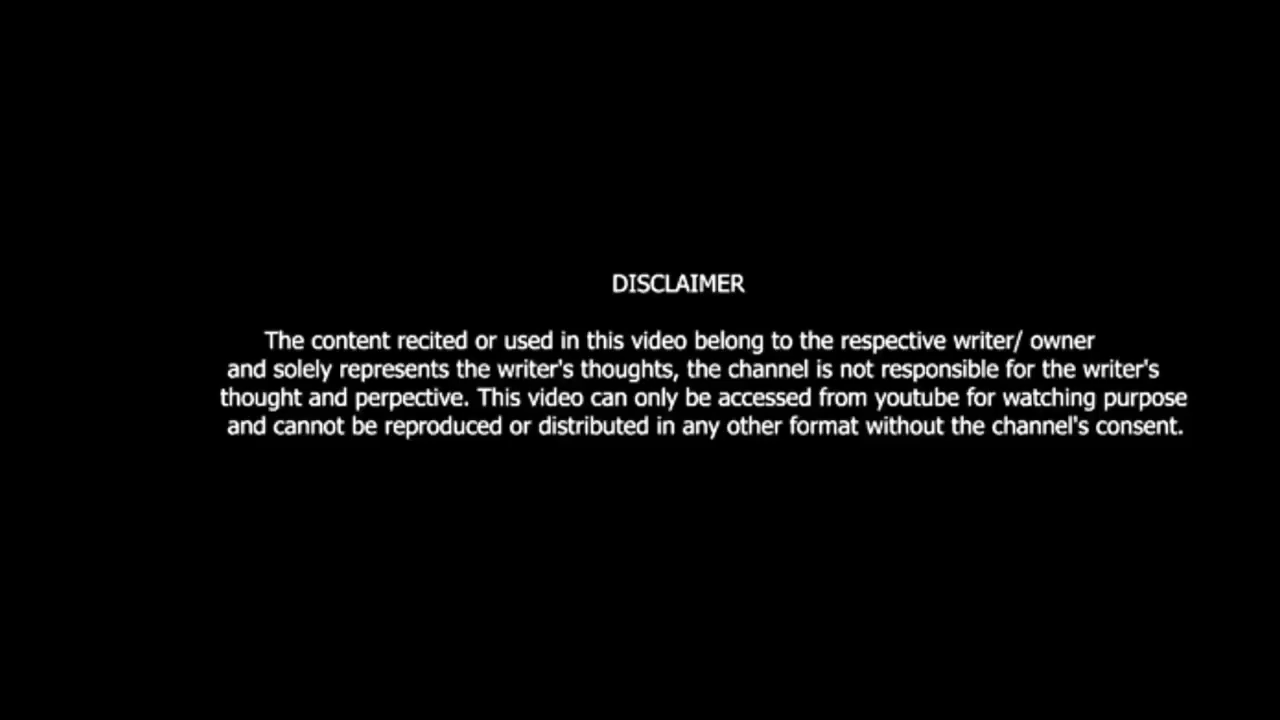 DISCLAIMER
The content recited or used in this video belong to the respective writer/ owner
and solely represents the writer's thoughts, the channel is not responsible for the writer's
thought and perpective. This video can only be accessed from youtube for watching purpose
and cannot be reproduced or distributed in any other format without the channel's consent.